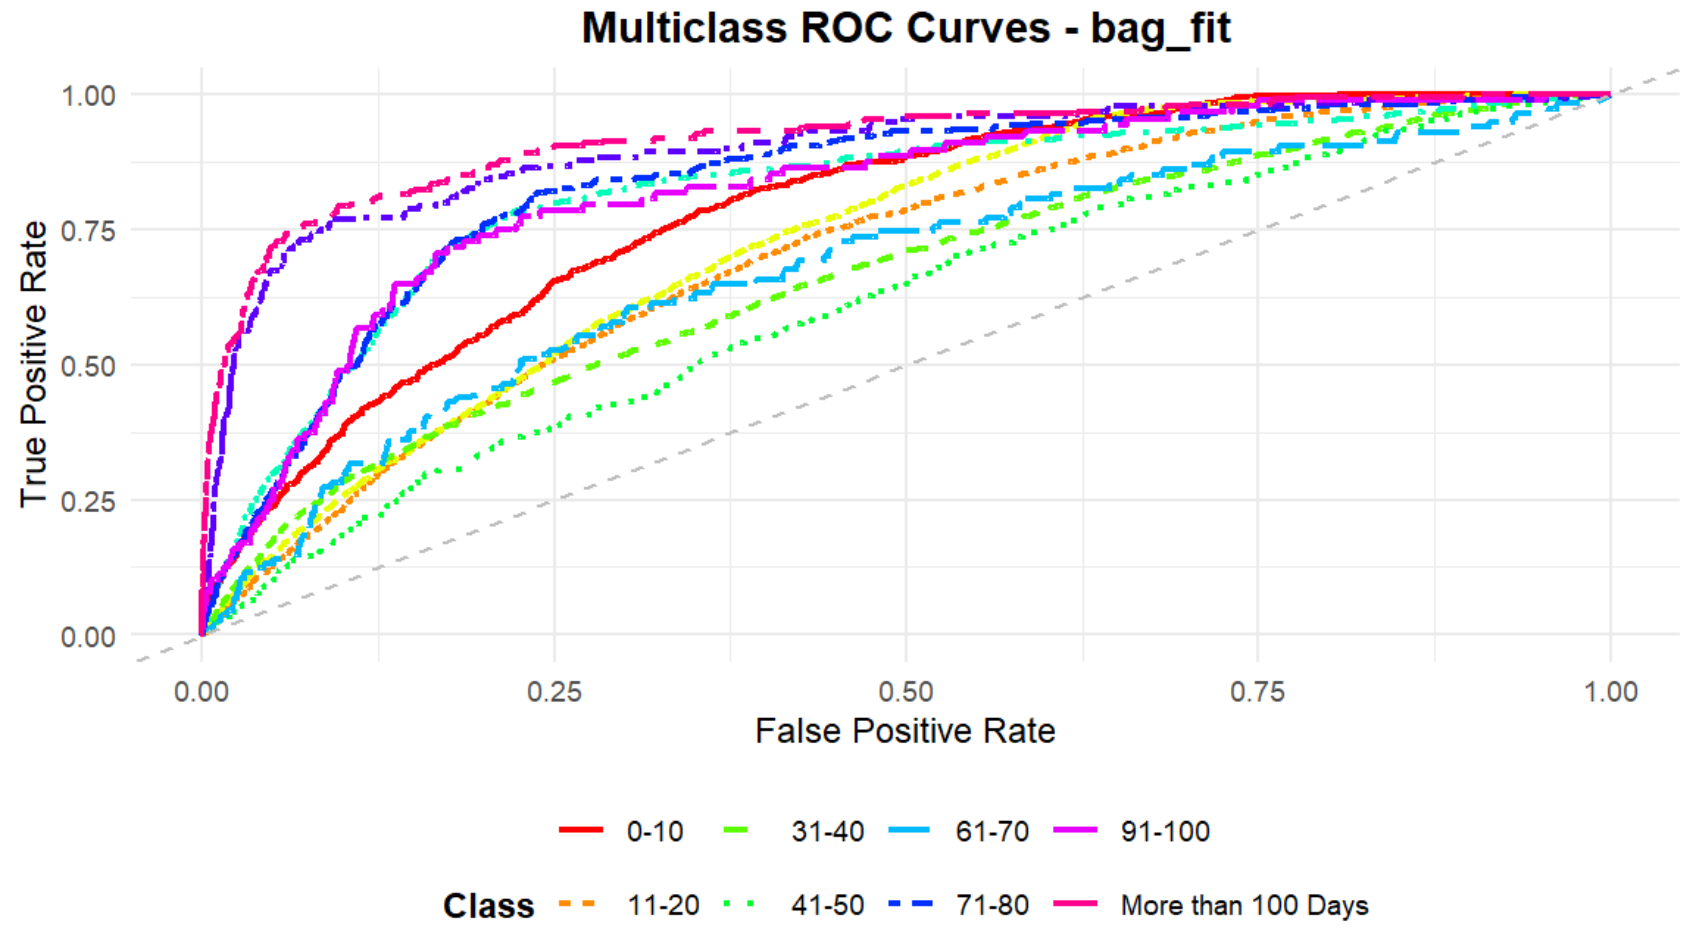 Multiclass ROC Curves - bag_fit
1.00
0.75
0.50
0.25
0.00
True Positive Rate
0.00 0.25 0.50 0.75 1.00
False Positive Rate
0-10 31-40 61-70 91-100
Class 11-20 41-50 71-80 More than 100 Days